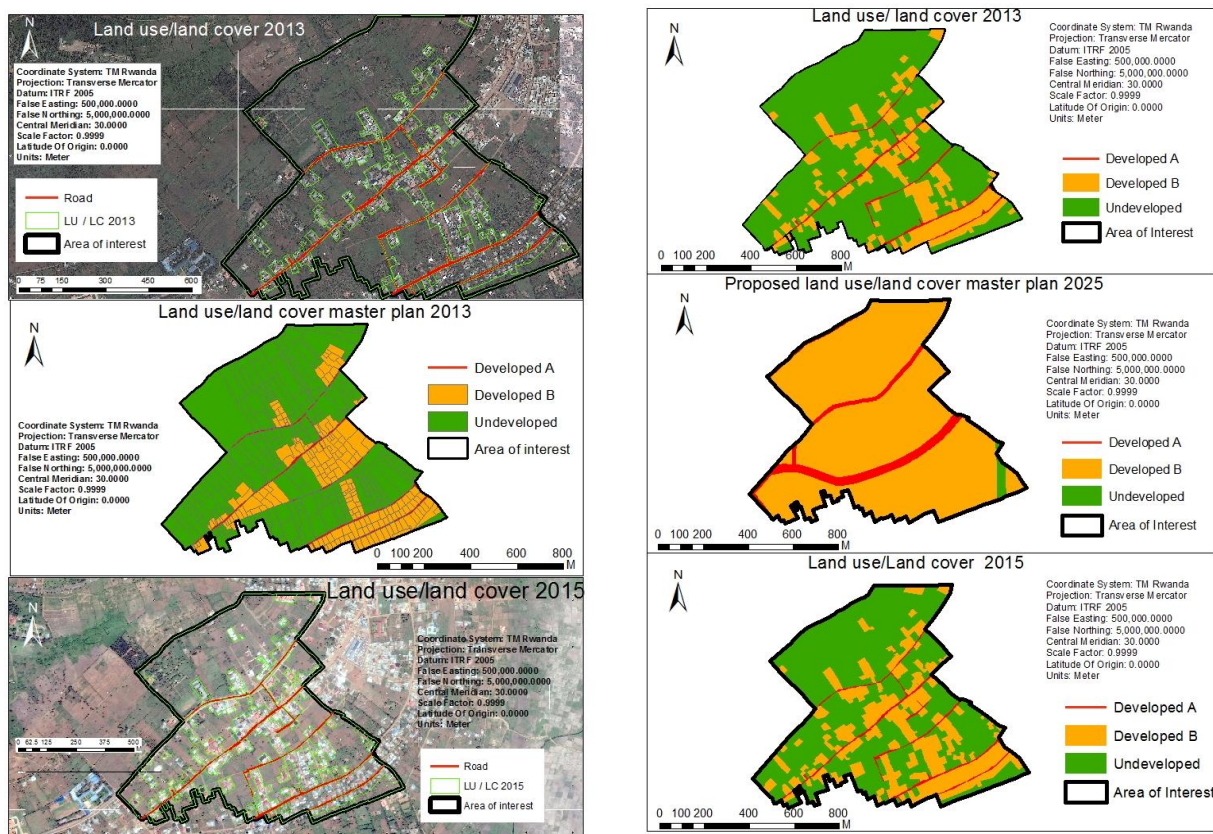 Land use/land cover 2013
N
Coordinate System: TM Rwanda
Projection: Transverse Mercator
Datum: ITRF 2005
False Easting: 500,000.0000
False Northing: 5,000,000.0000
Central Meridian: 30.0000
Scale Factor: 0.9999
Latitude Of Origin: 0.0000
Units: Meter
Road
LU / LC 2013
Area of interest
0 75 150 300 450 600
M
Land use/land cover master plan 2013
N
Developed A
Developed B
Undeveloped
Area of interest
Coordinate System: TM Rwanda
Projection: Transverse Mercator
Datum: ITRF 2005
False Easting: 500,000.0000
False Northing: 5,000,000.0000
Central Meridian: 30.0000
Scale Factor: 0.9999
Latitude Of Origin: 0.0000
Units: Meter
0 100 200 400 600 800
M
Land use/land cover 2015
N
Coordinate System: TM Rwanda
Projection: Transverse Mercator
Datum: ITRF 2005
False Easting: 500,000.0000
False Northing: 5,000,000.0000
Central Meridian: 30.0000
Scale Factor: 0.9999
Latitude Of Origin: 0.0000
Units: Meter
0 62.5 125 250 375 500
M
Road
LU / LC 2015
Area of interest
Land use/ land cover 2013
N
Coordinate System: TM Rwanda
Projection: Transverse Mercator
Datum: ITRF 2005
False Easting: 500,000.0000
False Northing: 5,000,000.0000
Central Meridian: 30.0000
Scale Factor: 0.9999
Latitude Of Origin: 0.0000
Units: Meter
Developed A
Developed B
Undeveloped
Area of Interest
0 100 200 400 600 800
M
Proposed land use/land cover master plan 2025
N
Coordinate System: TM Rwanda
Projection: Transverse Mercator
Datum: ITRF 2005
False Easting: 500,000.0000
False Northing: 5,000,000.0000
Central Meridian: 30.0000
Scale Factor: 0.9999
Latitude Of Origin: 0.0000
Units: Meter
Developed A
Developed B
Undeveloped
Area of Interest
0 100 200 400 600 800
M
Land use/Land cover 2015
N
Coordinate System: TM Rwanda
Projection: Transverse Mercator
Datum: ITRF 2005
False Easting: 500,000.0000
False Northing: 5,000,000.0000
Central Meridian: 30.0000
Scale Factor: 0.9999
Latitude Of Origin: 0.0000
Units: Meter
Developed A
Developed B
Undeveloped
Area of Interest
0 100 200 400 600 800
M